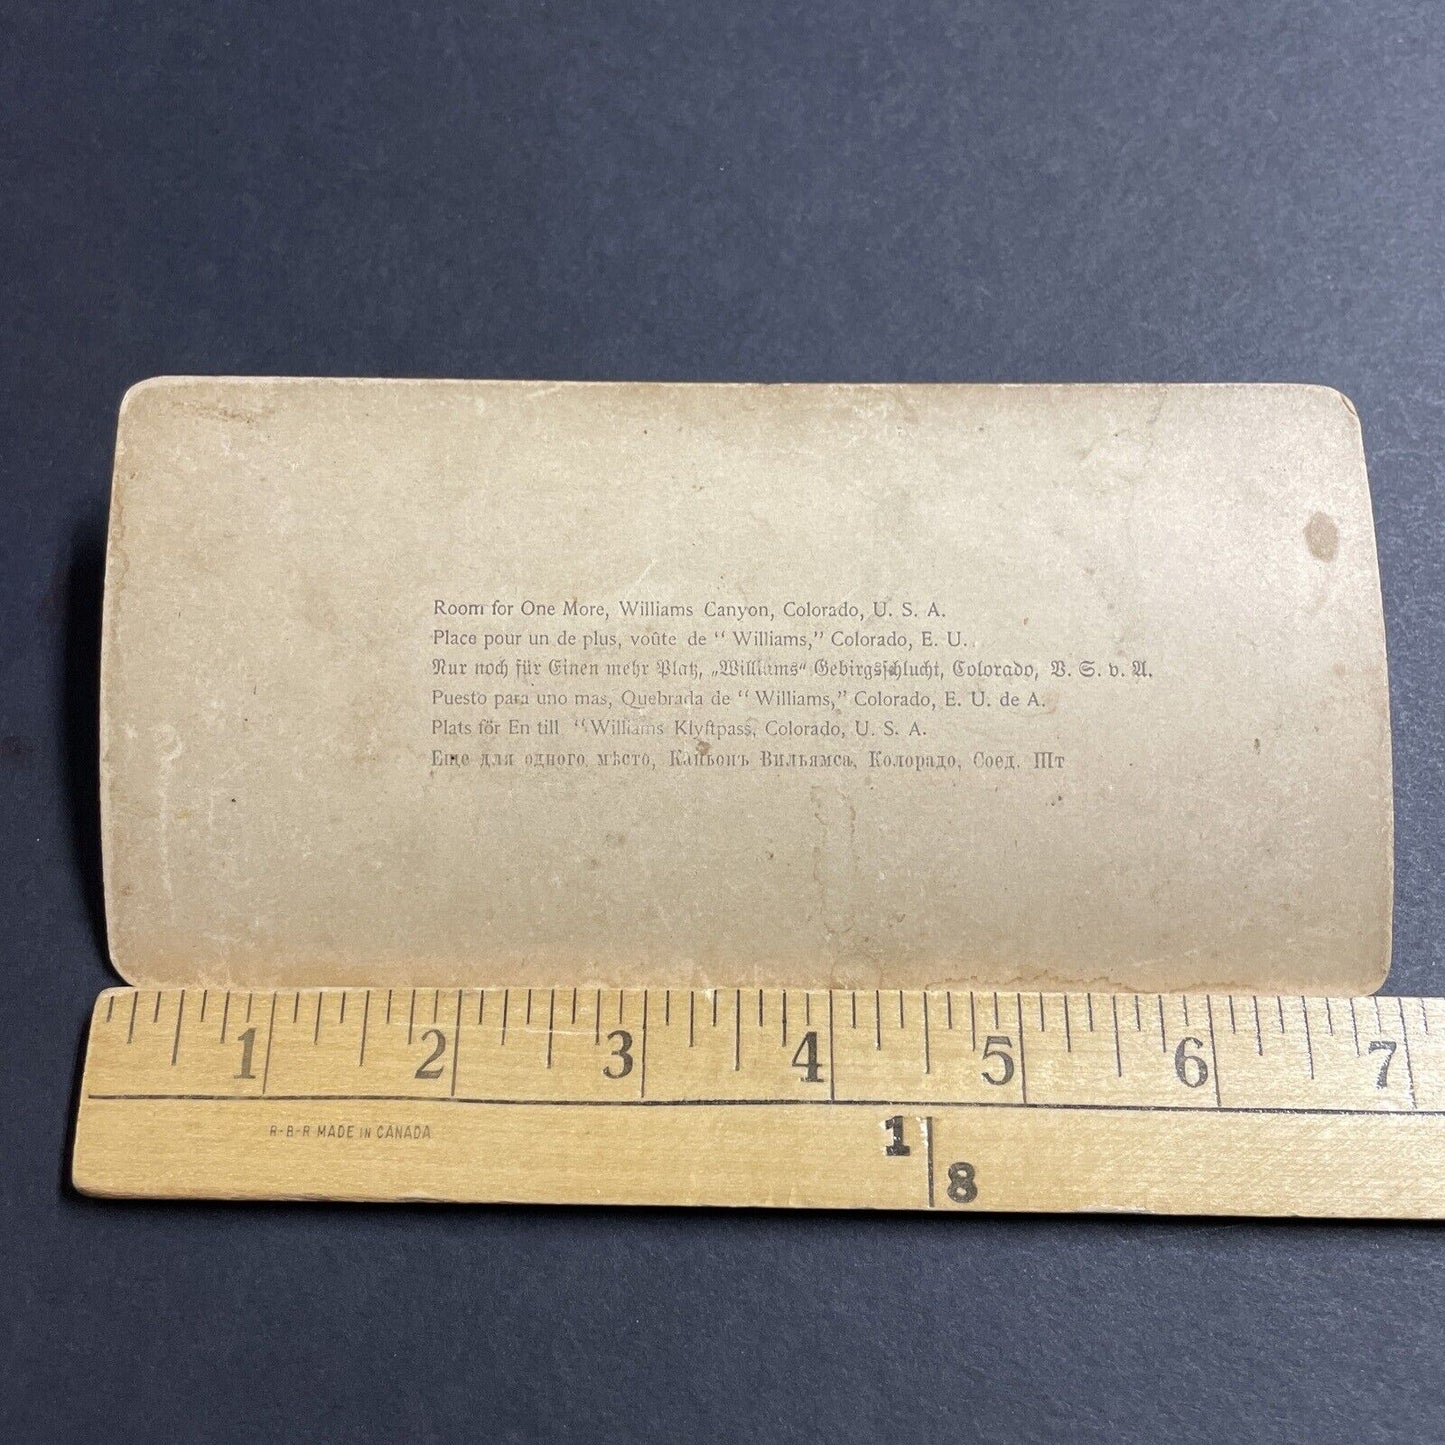 Room for One More, Williams Canyon, Colorado, U. S. A.
Place pour un de plus, voûte de “ Williams,” Colorado, E. U.
Nur noch für Einen mehr Platz, „Williams“ Gebirgsschlucht, Colorado, V. S. v. A.
Puesto para uno mas, Quebrada de “ Williams,” Colorado, E. U. de A.
Plats för En till “Williams Klyftpass, Colorado, U. S. A.
Еще для одного мѣсто, Каньонъ Вильямса, Колорадо, Соед. Шт
1 2 3 4 5 6 7
R-B-R MADE IN CANADA
1
8